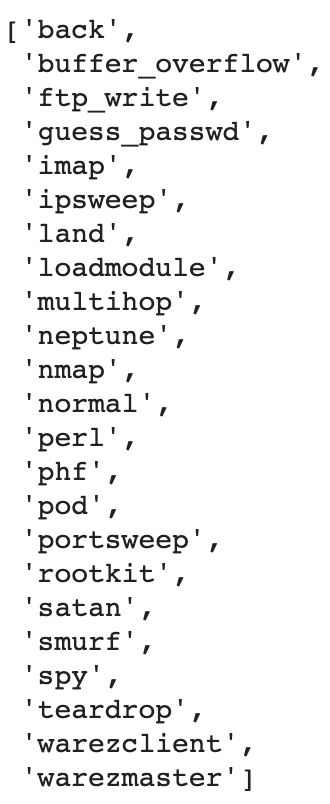 ['back',
'buffer_overflow',
'ftp_write',
'guess_passwd',
'imap',
'ipsweep',
'land',
'loadmodule',
'multihop',
'neptune',
'nmap',
'normal',
'perl',
'phf',
'pod',
'portsweep',
'rootkit',
'satan',
'smurf',
'spy',
'teardrop',
'warezclient',
'warezmaster']